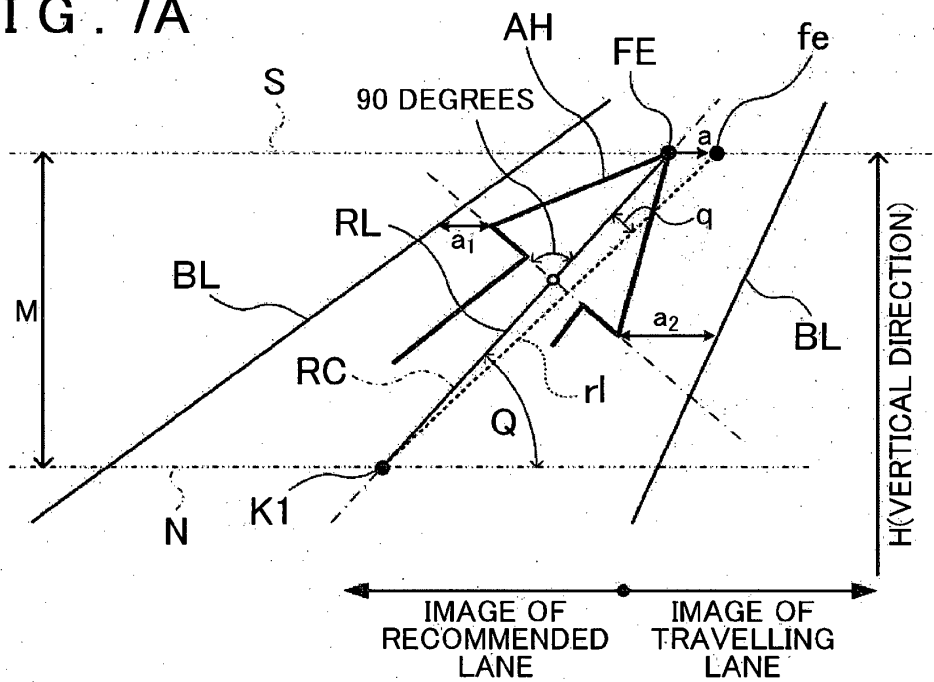 FIG. 7A
AH
FE
fe
S
90 DEGREES
a
RL
a1
q
BL
M
a2
BL
RC
rl
Q
K1
N
H(VERTICAL DIRECTION)
IMAGE OF
RECOMMENDED
LANE
IMAGE OF
TRAVELLING
LANE